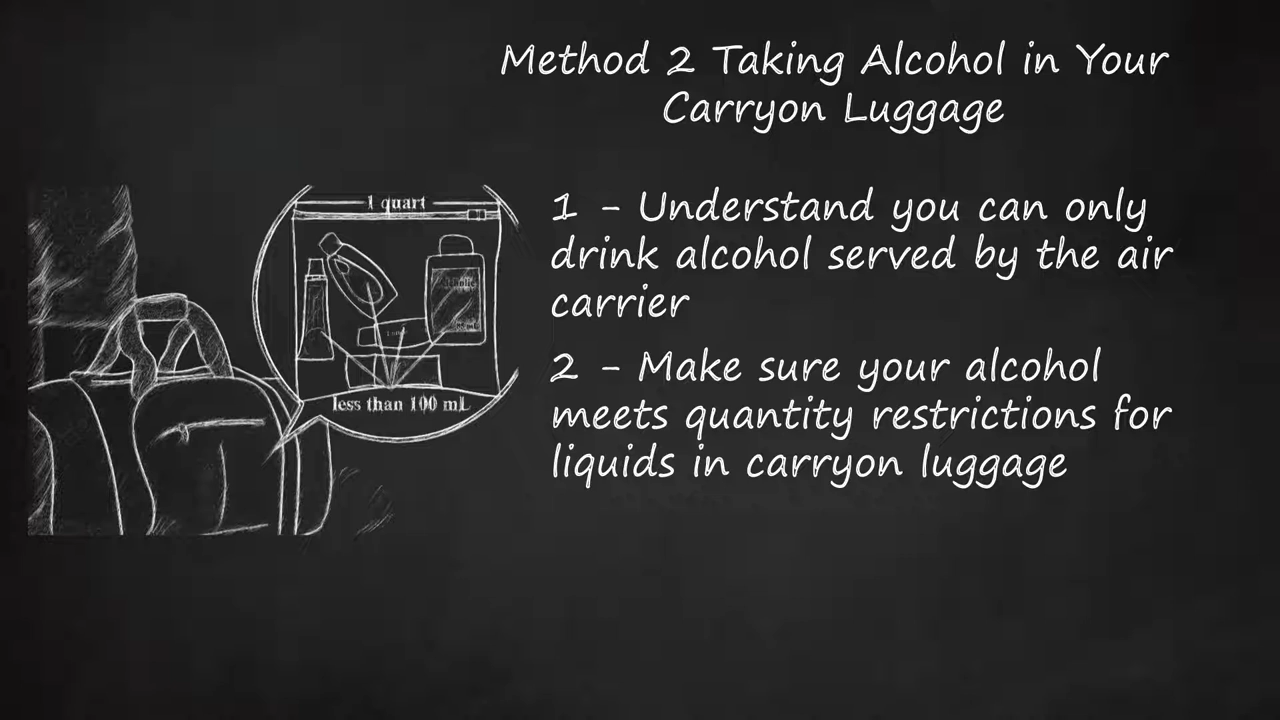 Method 2 Taking Alcohol in Your
Carryon Luggage
1 - Understand you can only
drink alcohol served by the air
carrier
2 - Make sure your alcohol
meets quantity restrictions for
liquids in carryon luggage
1 quart
less than 100 mL